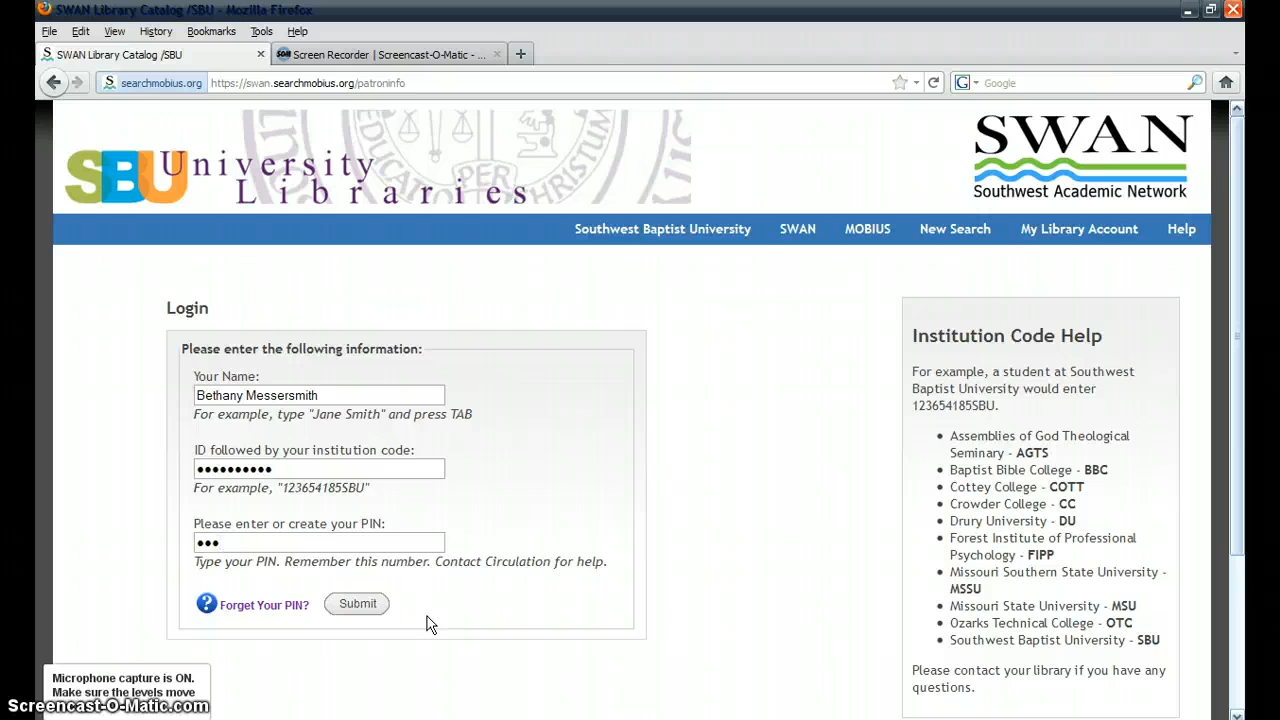 SWAN Library Catalog /SBU - Mozilla Firefox
File Edit View History Bookmarks Tools Help
SWAN Library Catalog /SBU
Screen Recorder | Screencast-O-Matic - ...
searchmobius.org https://swan.searchmobius.org/patroninfo
Google
SBU University
Libraries
PER
CHRISTUM
SWAN
Southwest Academic Network
Southwest Baptist University SWAN MOBIUS New Search My Library Account Help
Login
Please enter the following information:
Your Name:
Bethany Messersmith
For example, type "Jane Smith" and press TAB
ID followed by your institution code:
••••••••••
For example, "123654185SBU"
Please enter or create your PIN:
•••
Type your PIN. Remember this number. Contact Circulation for help.
? Forget Your PIN? Submit
Institution Code Help
For example, a student at Southwest
Baptist University would enter
123654185SBU.
• Assemblies of God Theological
Seminary - AGTS
• Baptist Bible College - BBC
• Cottey College - COTT
• Crowder College - CC
• Drury University - DU
• Forest Institute of Professional
Psychology - FIPP
• Missouri Southern State University -
MSSU
• Missouri State University - MSU
• Ozarks Technical College - OTC
• Southwest Baptist University - SBU
Please contact your library if you have any
questions.
Microphone capture is ON.
Make sure the levels move
Screencast-O-Matic.com